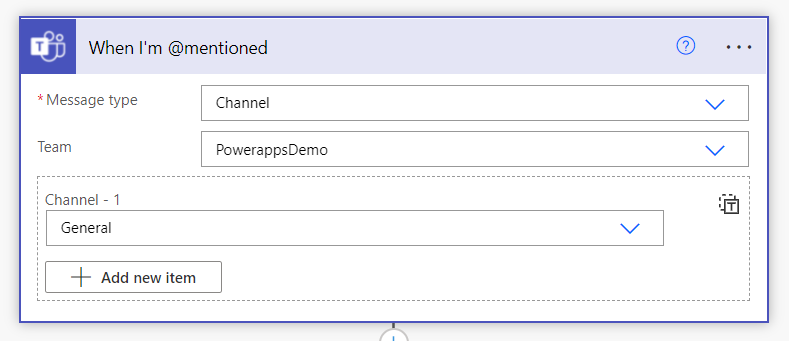 When I'm @mentioned
* Message type
Channel
Team
PowerappsDemo
Channel - 1
General
Add new item